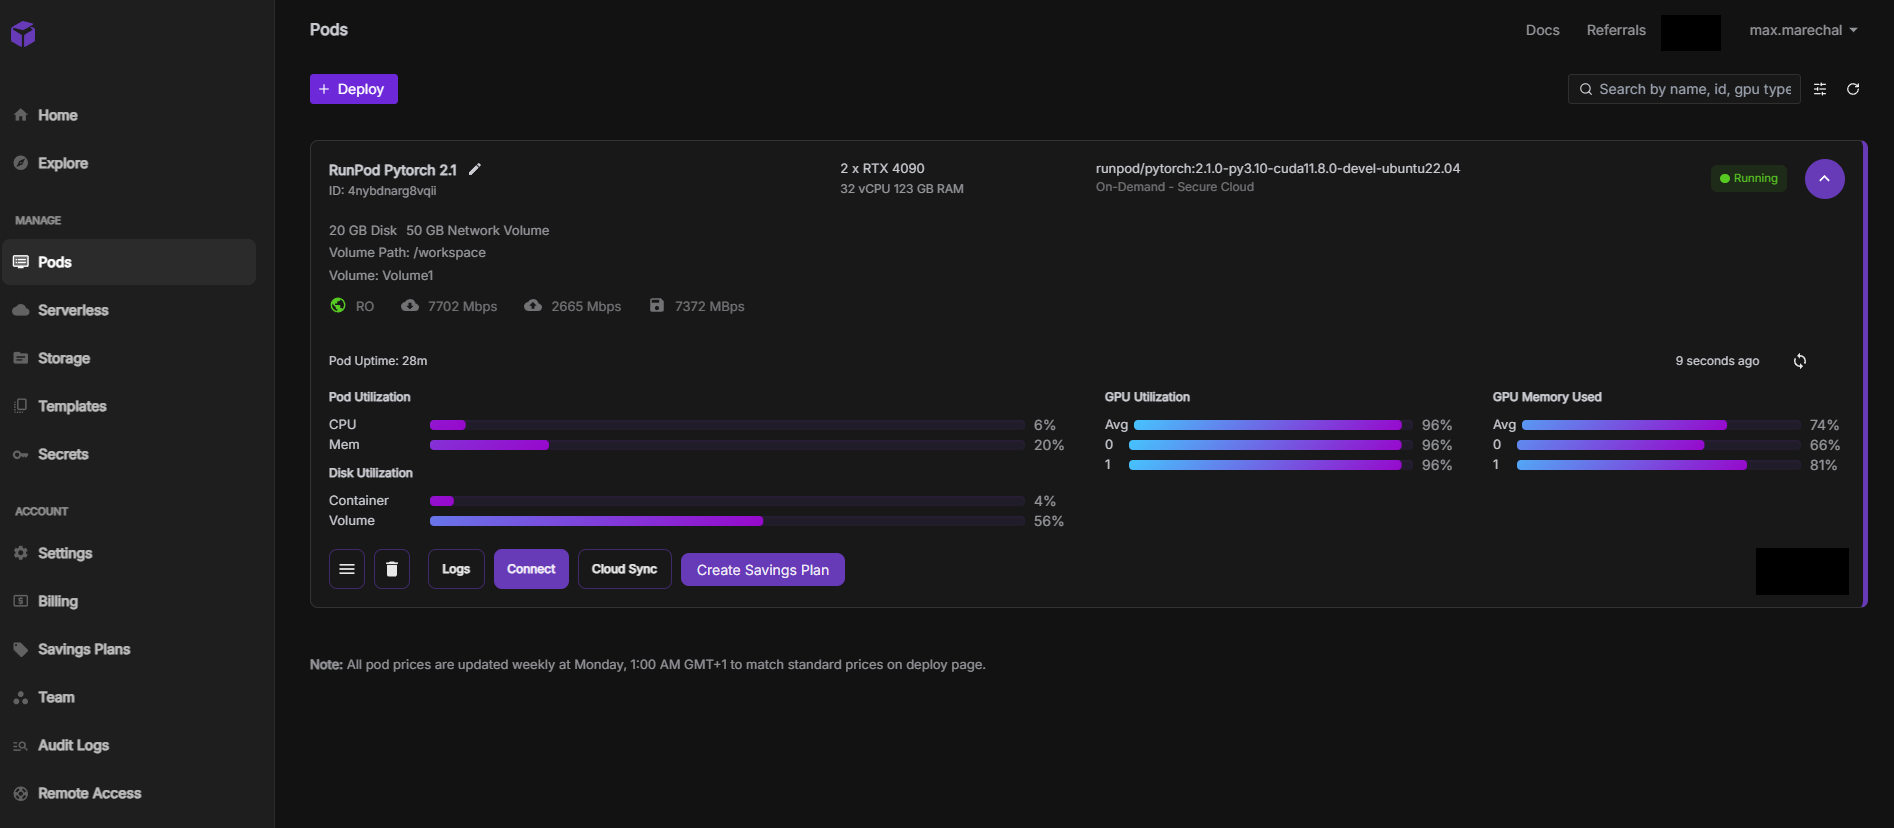 Pods
Docs
Referrals
max.marechal
+ Deploy
Search by name, id, gpu type
Home
Explore
MANAGE
Pods
Serverless
Storage
Templates
Secrets
ACCOUNT
Settings
Billing
Savings Plans
Team
Audit Logs
Remote Access
RunPod Pytorch 2.1
ID: 4nybdnarg8vqii
2 x RTX 4090
32 vCPU 123 GB RAM
runpod/pytorch:2.1.0-py3.10-cuda11.8.0-devel-ubuntu22.04
On-Demand - Secure Cloud
Running
20 GB Disk 50 GB Network Volume
Volume Path: /workspace
Volume: Volume1
RO 7702 Mbps 2665 Mbps 7372 MBps
Pod Uptime: 28m
9 seconds ago
Pod Utilization
CPU 6%
Mem 20%
Disk Utilization
Container 4%
Volume 56%
GPU Utilization
Avg 96%
0 96%
1 96%
GPU Memory Used
Avg 74%
0 66%
1 81%
Logs
Connect
Cloud Sync
Create Savings Plan
Note: All pod prices are updated weekly at Monday, 1:00 AM GMT+1 to match standard prices on deploy page.